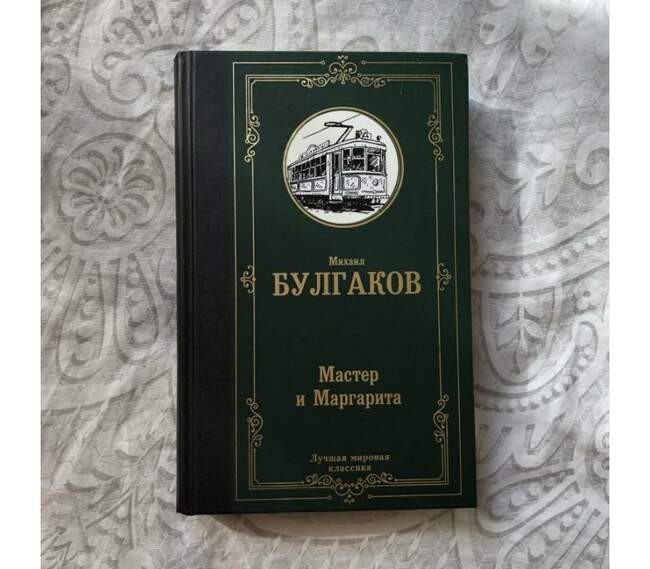 Михаил
БУЛГАКОВ
Мастер
и Маргарита
Лучшая мировая
классика